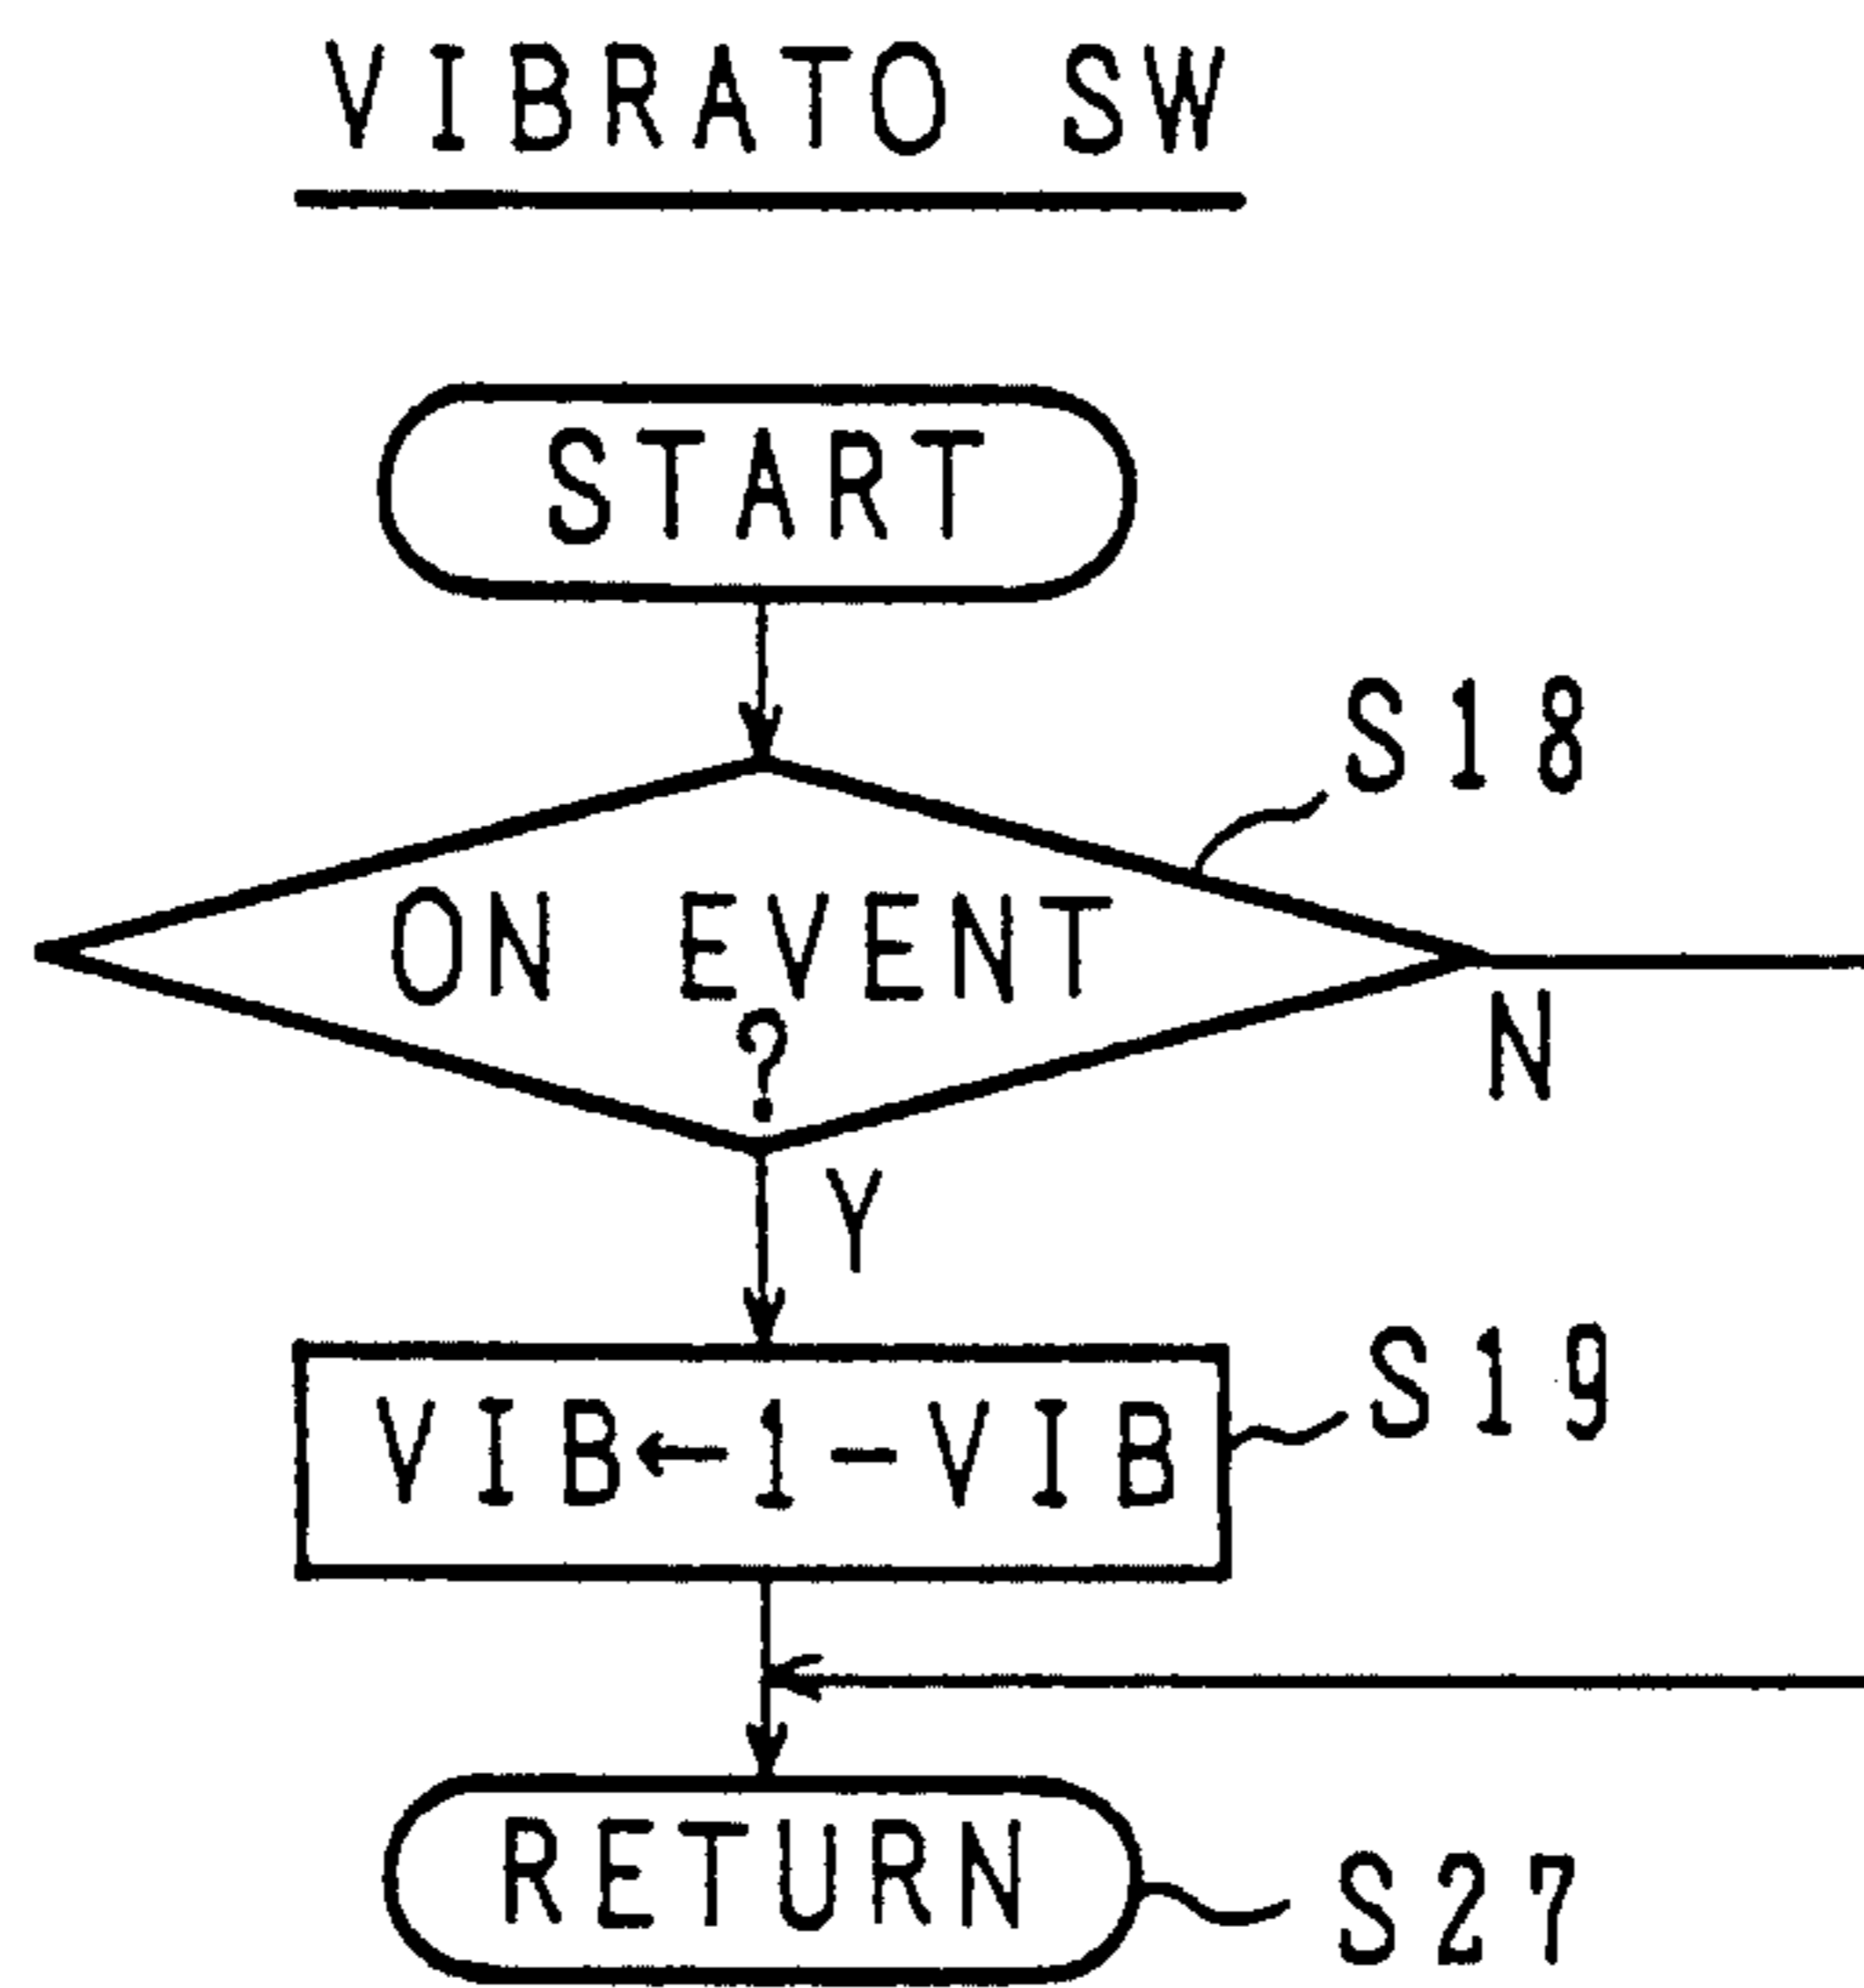 VIBRATO SW
START
S18
ON EVENT
?
N
Y
S19
VIB←1-VIB
RETURN
S27